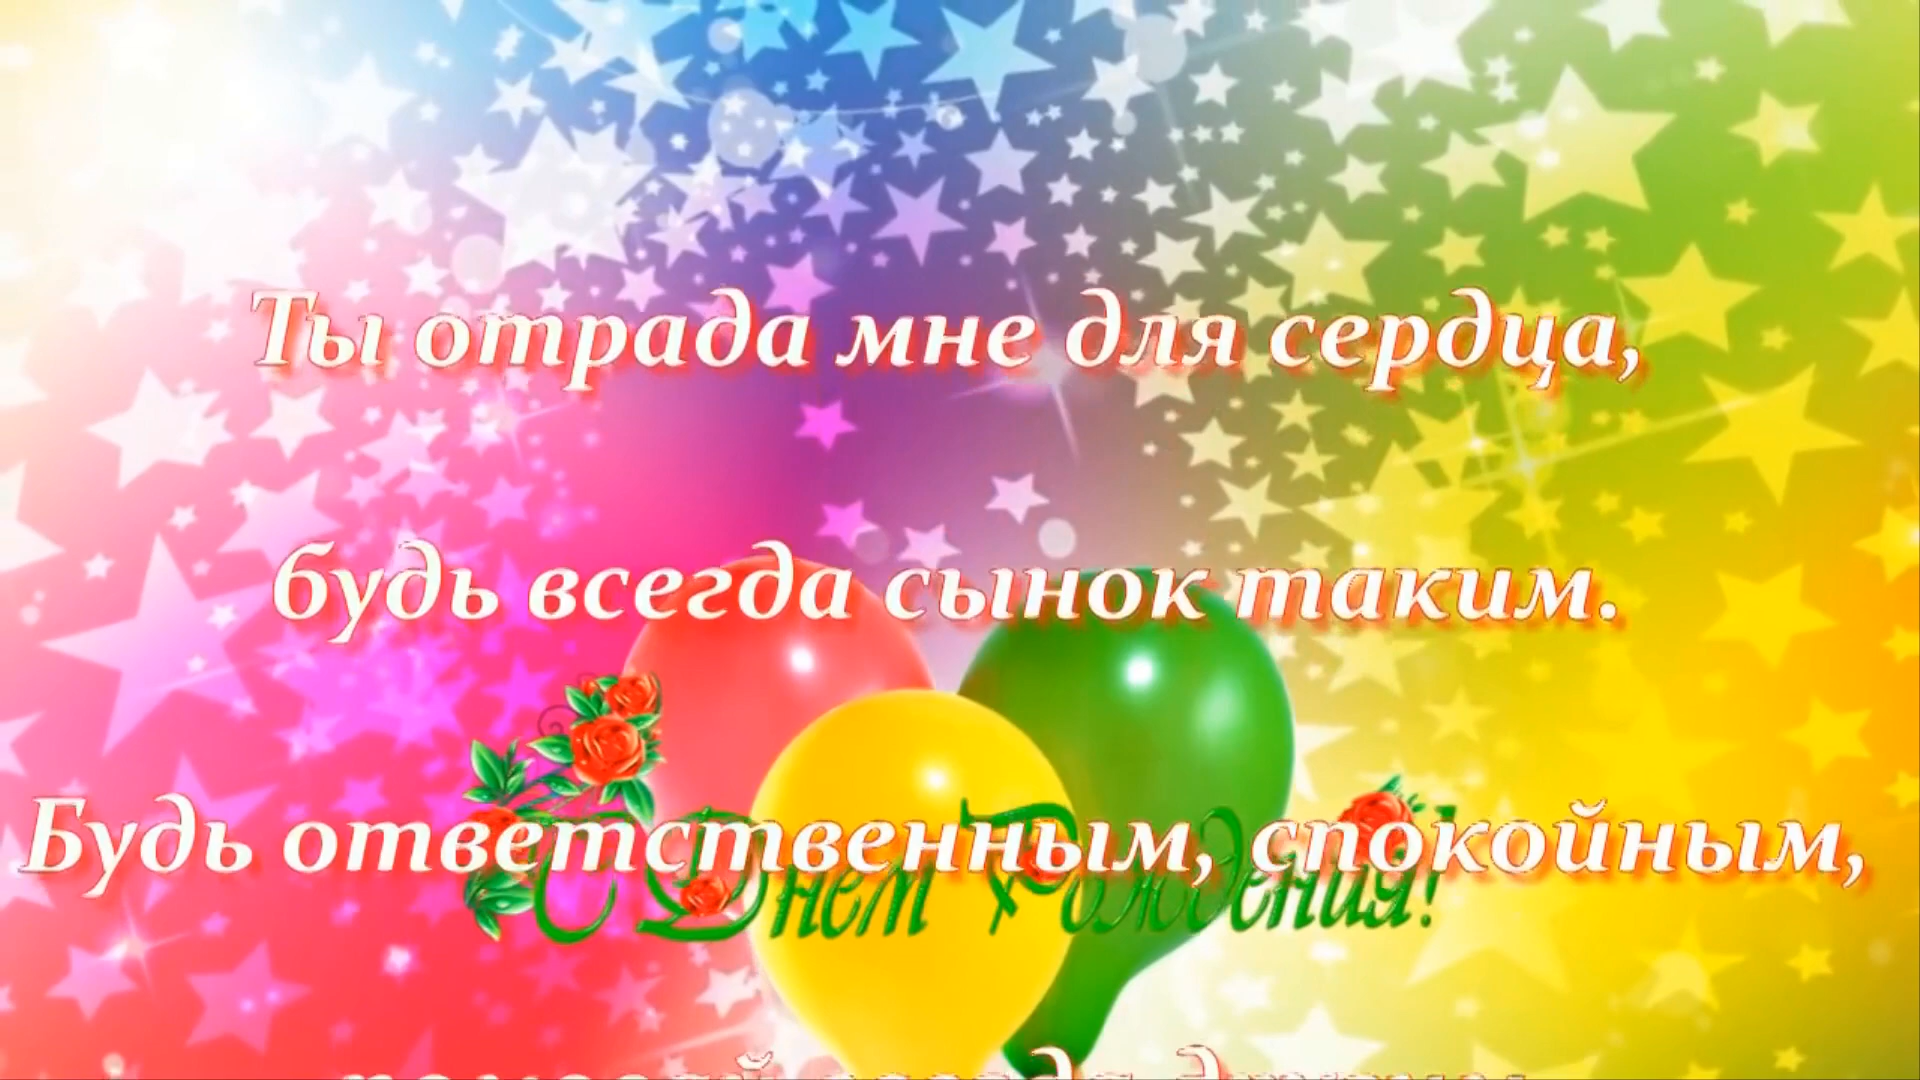 Ты отрада мне для сердца,
будь всегда сынок таким.
Будь ответственным, спокойным,
С Днем Рождения!